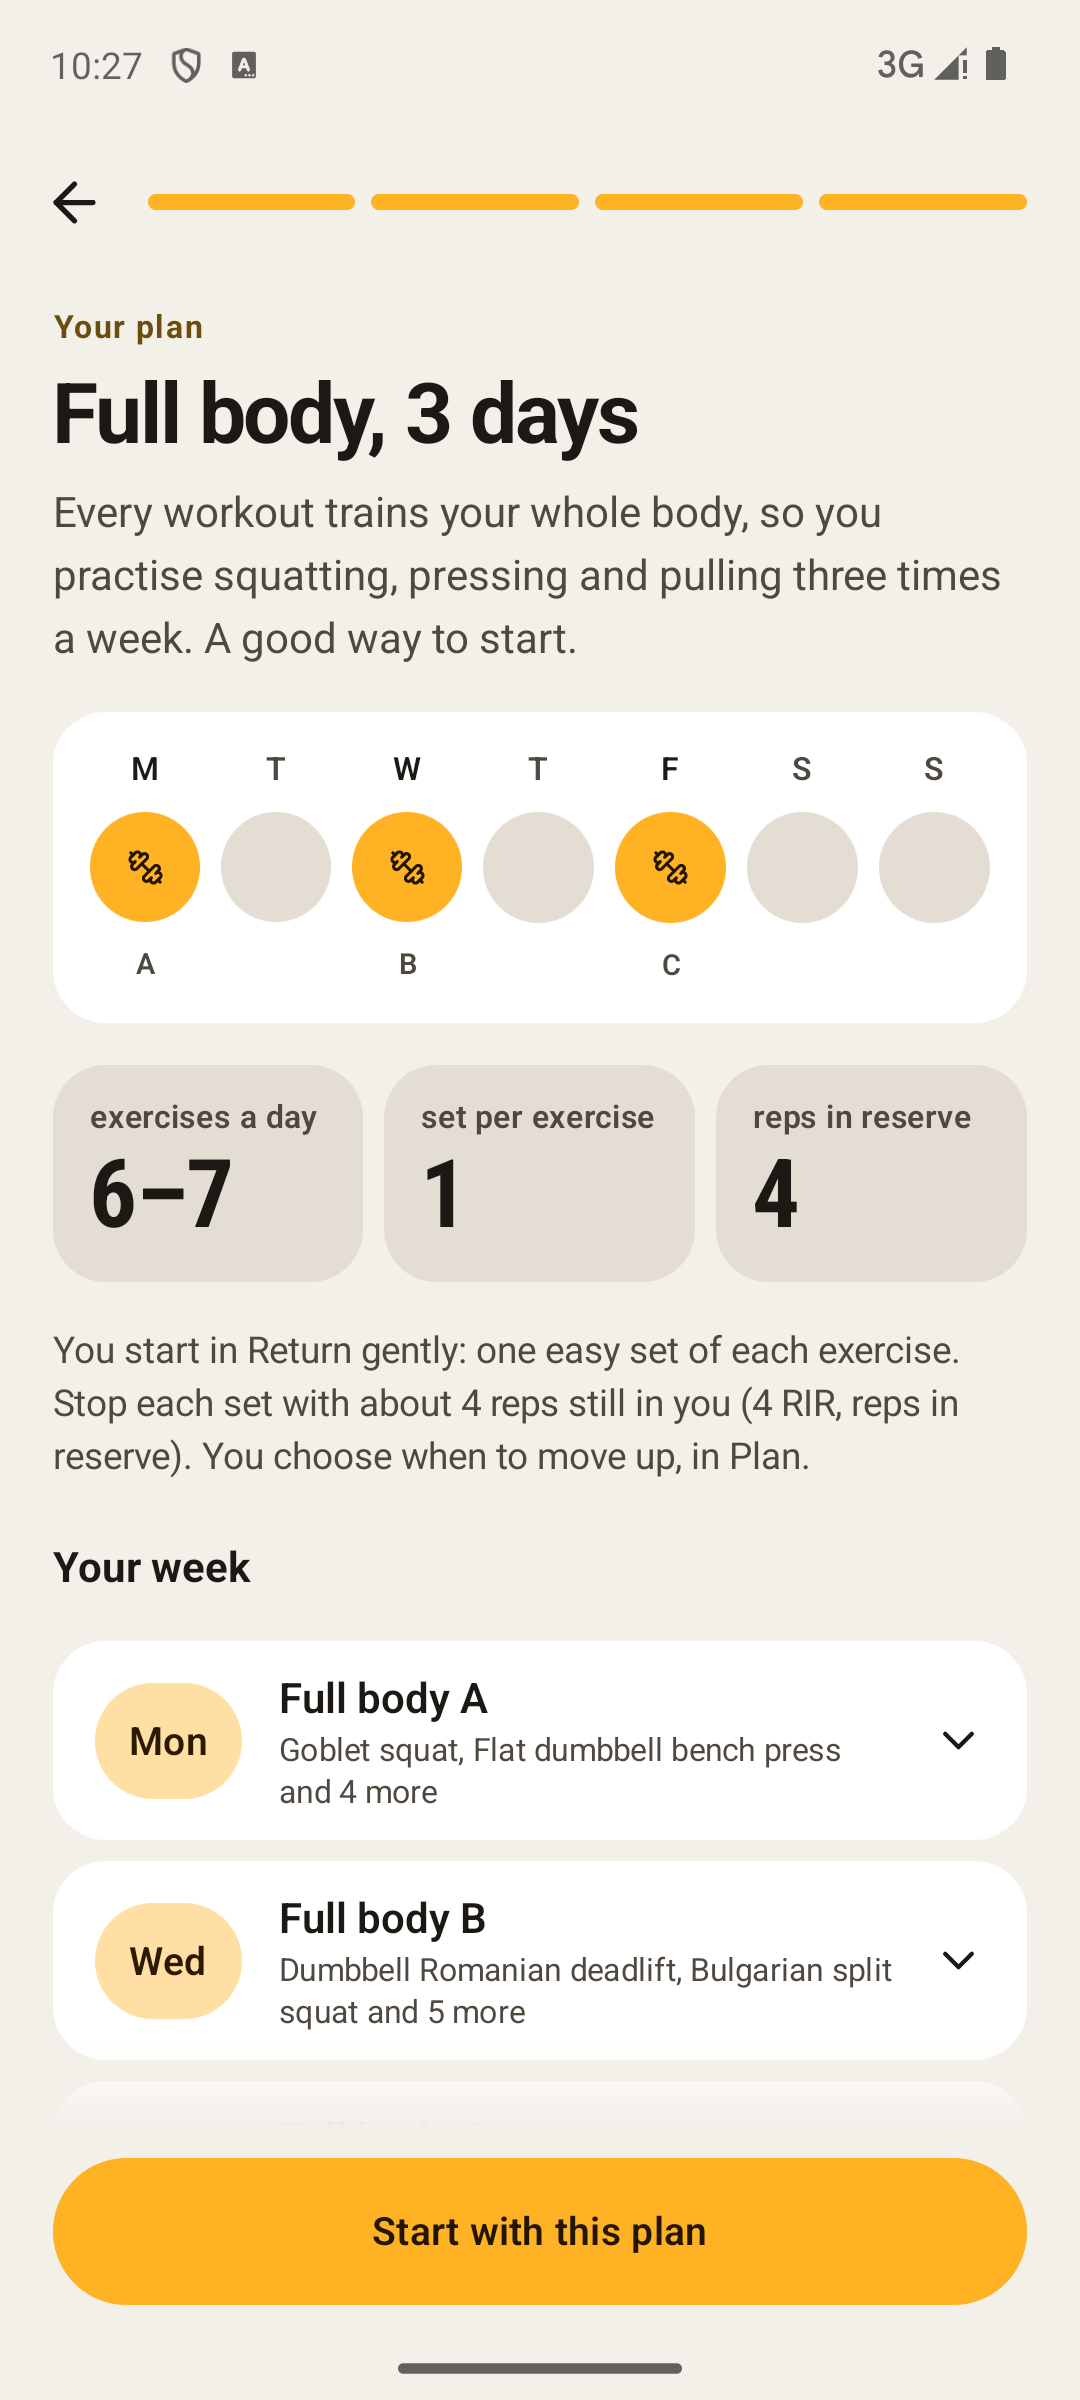 10:27
3G
Your plan
Full body, 3 days
Every workout trains your whole body, so you
practise squatting, pressing and pulling three times
a week. A good way to start.
M T W T F S S
A B C
exercises a day
6–7
set per exercise
1
reps in reserve
4
You start in Return gently: one easy set of each exercise.
Stop each set with about 4 reps still in you (4 RIR, reps in
reserve). You choose when to move up, in Plan.
Your week
Mon
Full body A
Goblet squat, Flat dumbbell bench press
and 4 more
Wed
Full body B
Dumbbell Romanian deadlift, Bulgarian split
squat and 5 more
Start with this plan